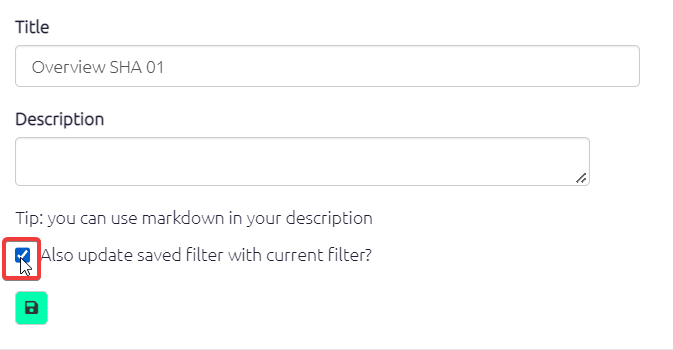 Title
Overview SHA 01
Description
Tip: you can use markdown in your description
Also update saved filter with current filter?